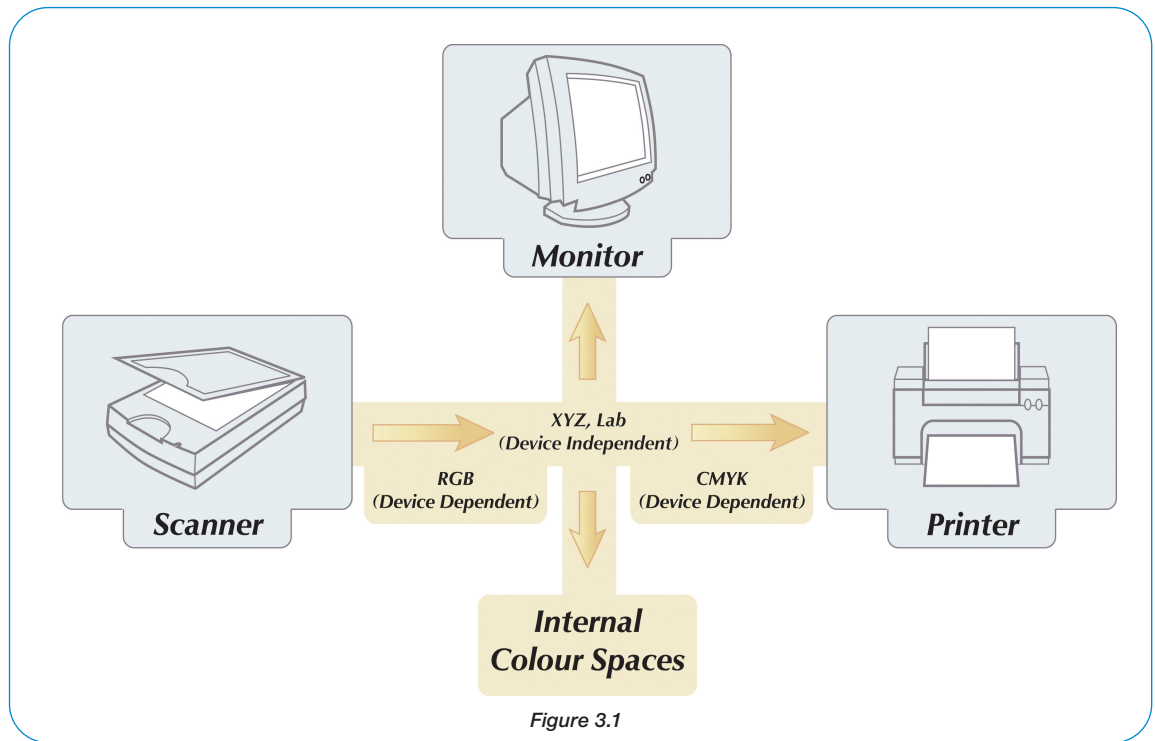 Monitor
XYZ, Lab
(Device Independent)
RGB
(Device Dependent)
CMYK
(Device Dependent)
Scanner
Printer
Internal
Colour Spaces
Figure 3.1